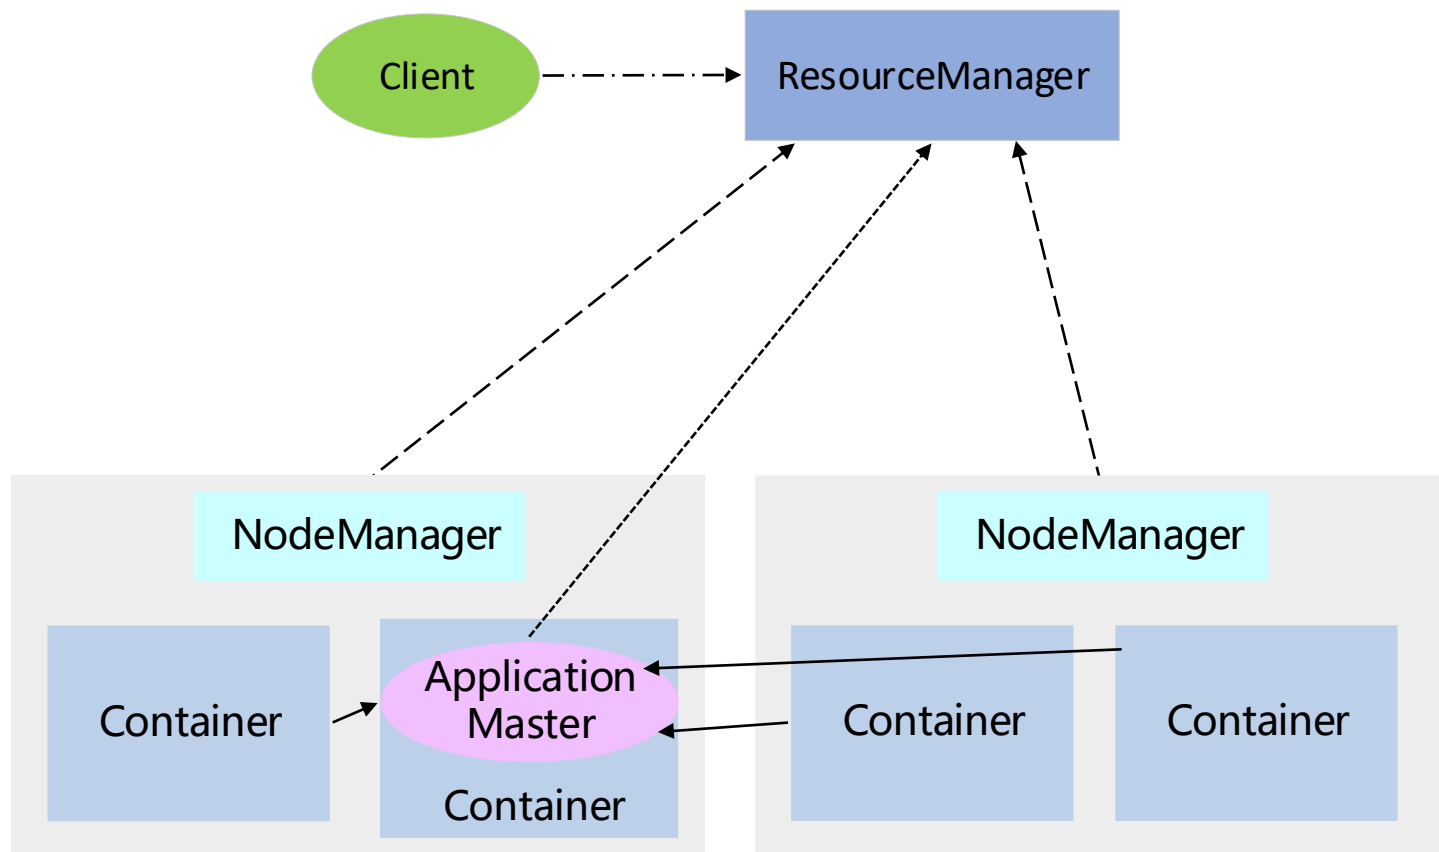 Client
ResourceManager
NodeManager
NodeManager
Container
Application
Master
Container
Container
Container